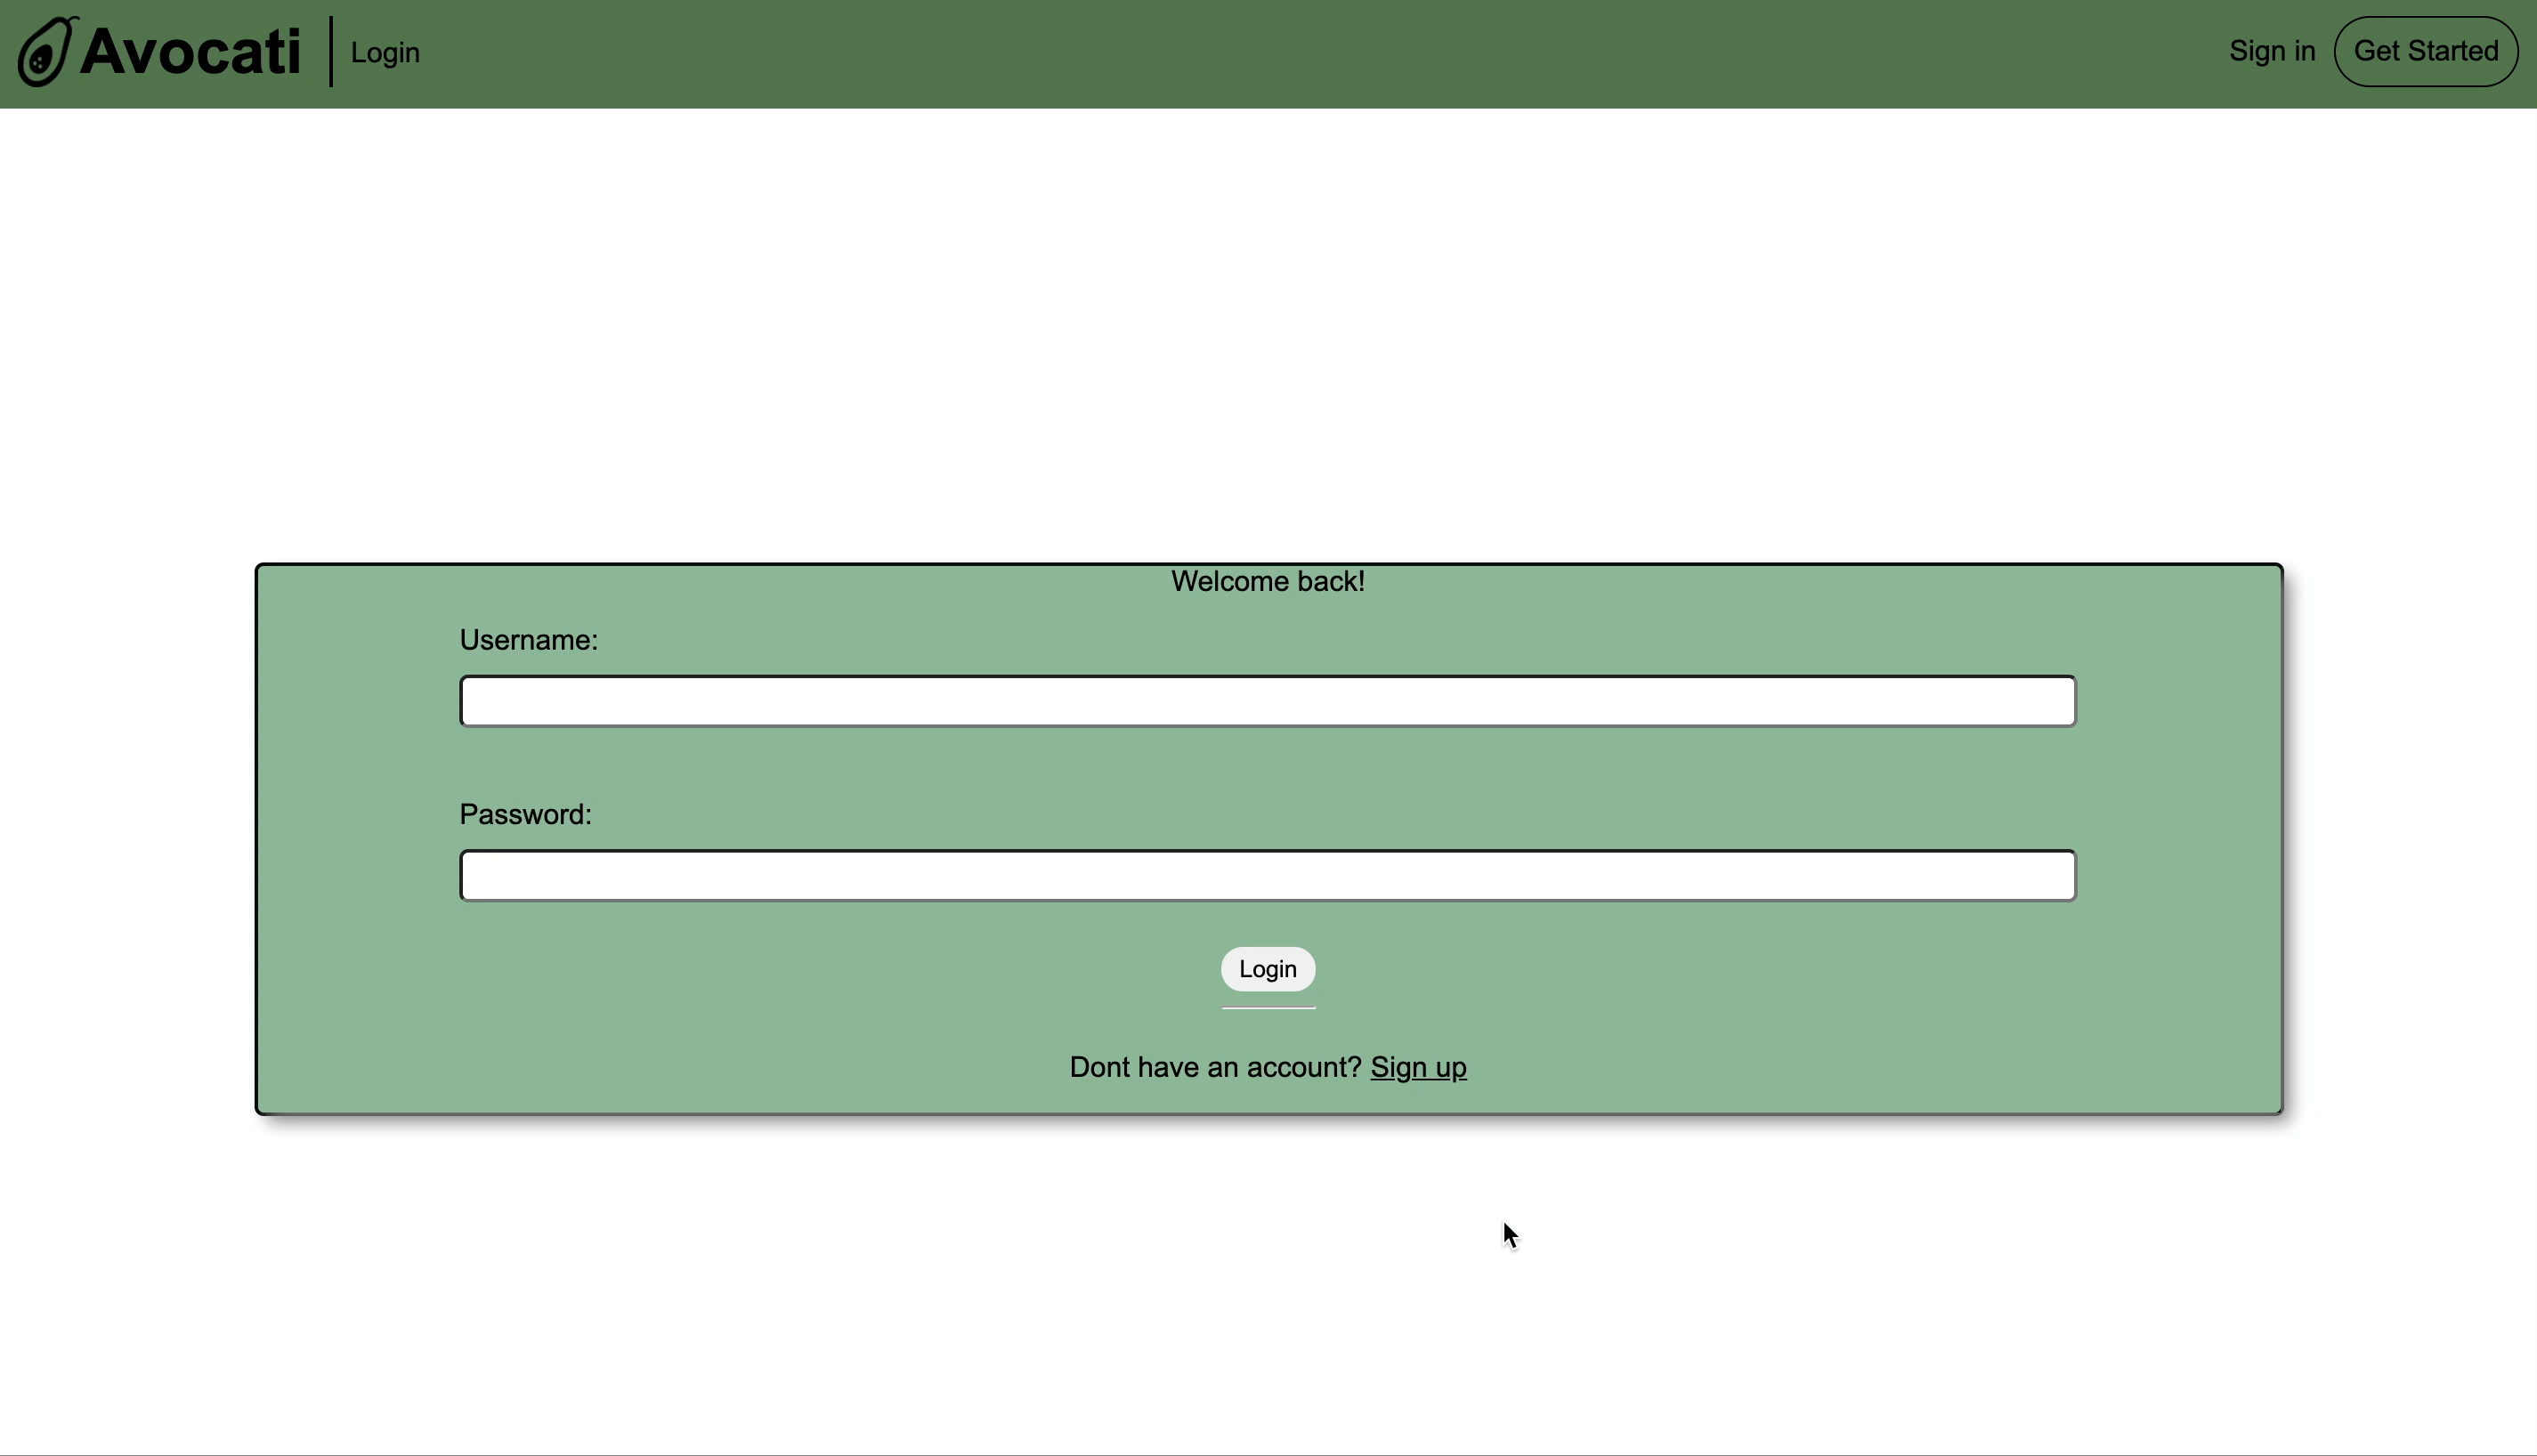 Avocati
Login
Sign in
Get Started
Welcome back!
Username:
Password:
Login
Dont have an account? Sign up